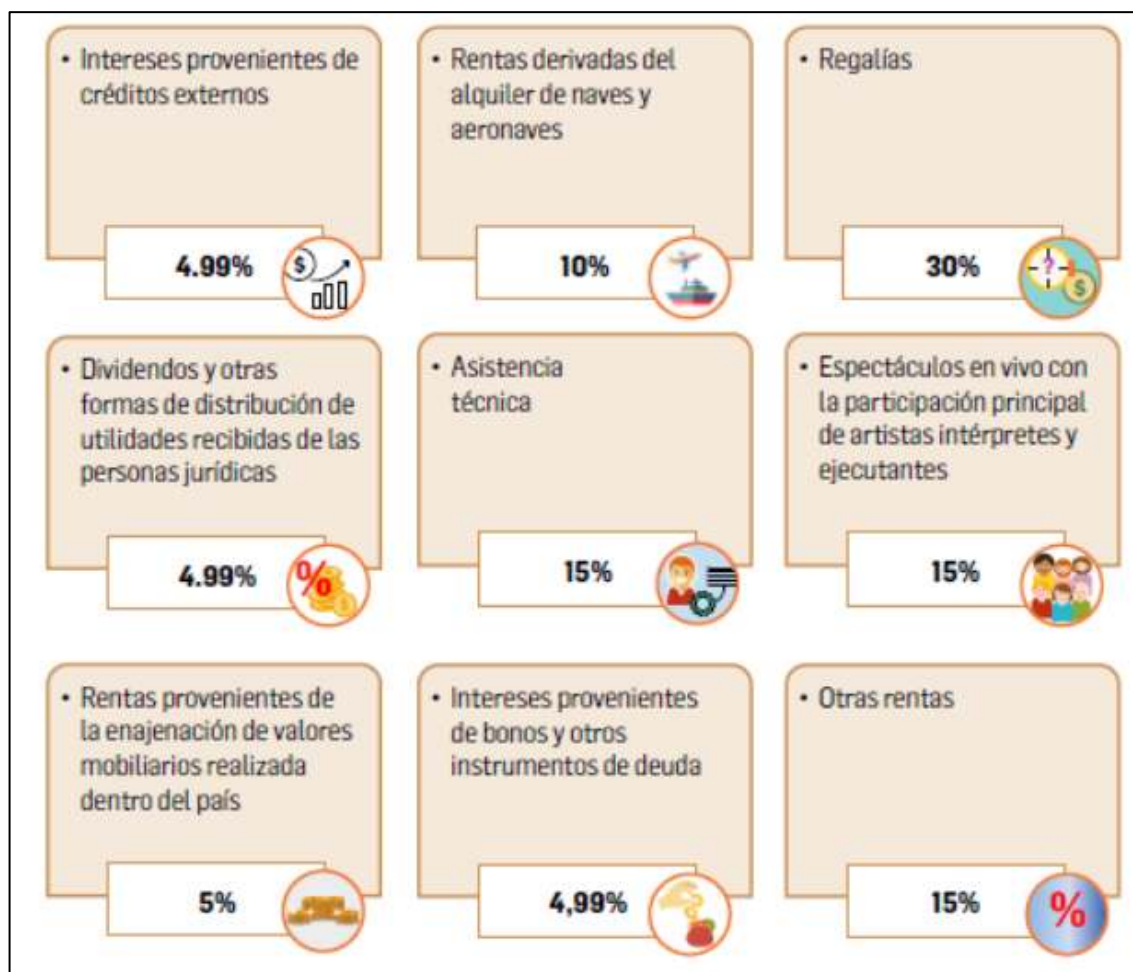 • Intereses provenientes de
créditos externos
4.99%
$
• Rentas derivadas del
alquiler de naves y
aeronaves
10%
• Regalías
30%
?
$
• Dividendos y otras
formas de distribución de
utilidades recibidas de las
personas jurídicas
4.99%
%
• Asistencia
técnica
15%
• Espectáculos en vivo con
la participación principal
de artistas intérpretes y
ejecutantes
15%
• Rentas provenientes de
la enajenación de valores
mobiliarios realizada
dentro del país
5%
• Intereses provenientes
de bonos y otros
instrumentos de deuda
4,99%
• Otras rentas
15%
%